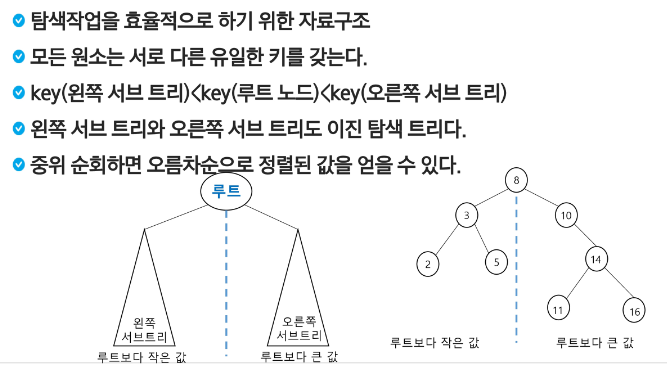 탐색작업을 효율적으로 하기 위한 자료구조
모든 원소는 서로 다른 유일한 키를 갖는다.
key(왼쪽 서브 트리)<key(루트 노드)<key(오른쪽 서브 트리)
왼쪽 서브 트리와 오른쪽 서브 트리도 이진 탐색 트리다.
중위 순회하면 오름차순으로 정렬된 값을 얻을 수 있다.
루트
왼쪽
서브트리
오른쪽
서브트리
루트보다 작은 값
루트보다 큰 값
8
3
10
2
5
14
11
16
루트보다 작은 값
루트보다 큰 값